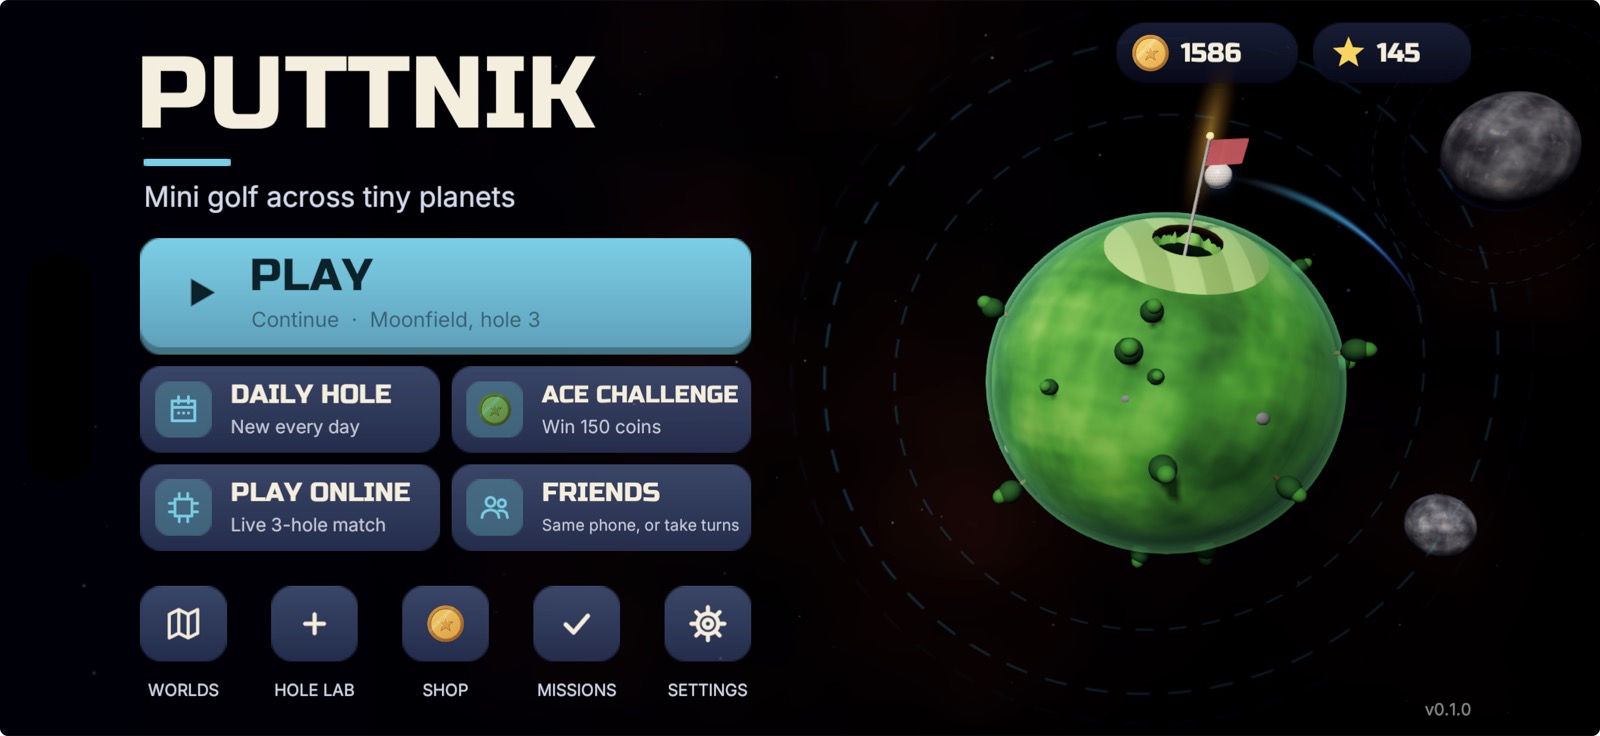 PUTTNIK
Mini golf across tiny planets
1586
145
PLAY
Continue · Moonfield, hole 3
DAILY HOLE
New every day
ACE CHALLENGE
Win 150 coins
PLAY ONLINE
Live 3-hole match
FRIENDS
Same phone, or take turns
WORLDS
HOLE LAB
SHOP
MISSIONS
SETTINGS
v0.1.0